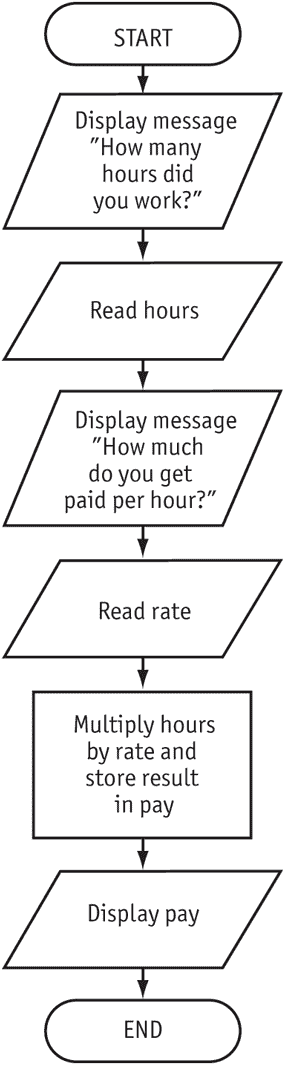 START
Display message
"How many
hours did
you work?"
Read hours
Display message
"How much
do you get
paid per hour?"
Read rate
Multiply hours
by rate and
store result
in pay
Display pay
END